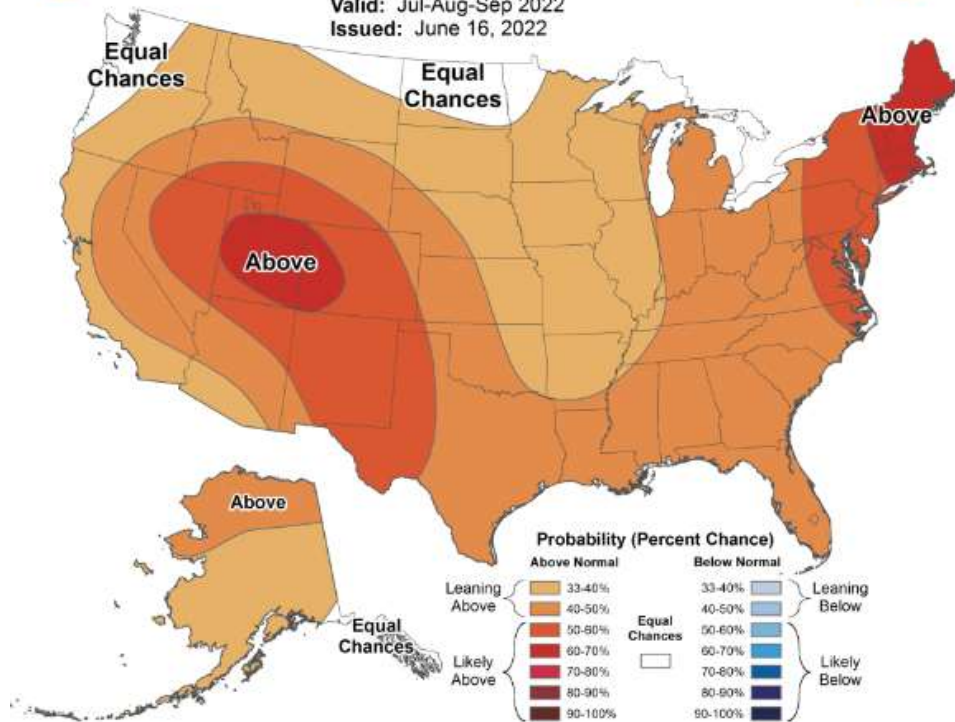 Valid: Jul-Aug-Sep 2022
Issued: June 16, 2022
Equal
Chances
Equal
Chances
Above
Above
Above
Equal
Chances
Probability (Percent Chance)
Above Normal
Below Normal
Leaning
Above
33-40%
40-50%
Likely
Above
50-60%
60-70%
70-80%
80-90%
90-100%
Equal
Chances
33-40%
40-50%
Leaning
Below
50-60%
60-70%
70-80%
80-90%
90-100%
Likely
Below